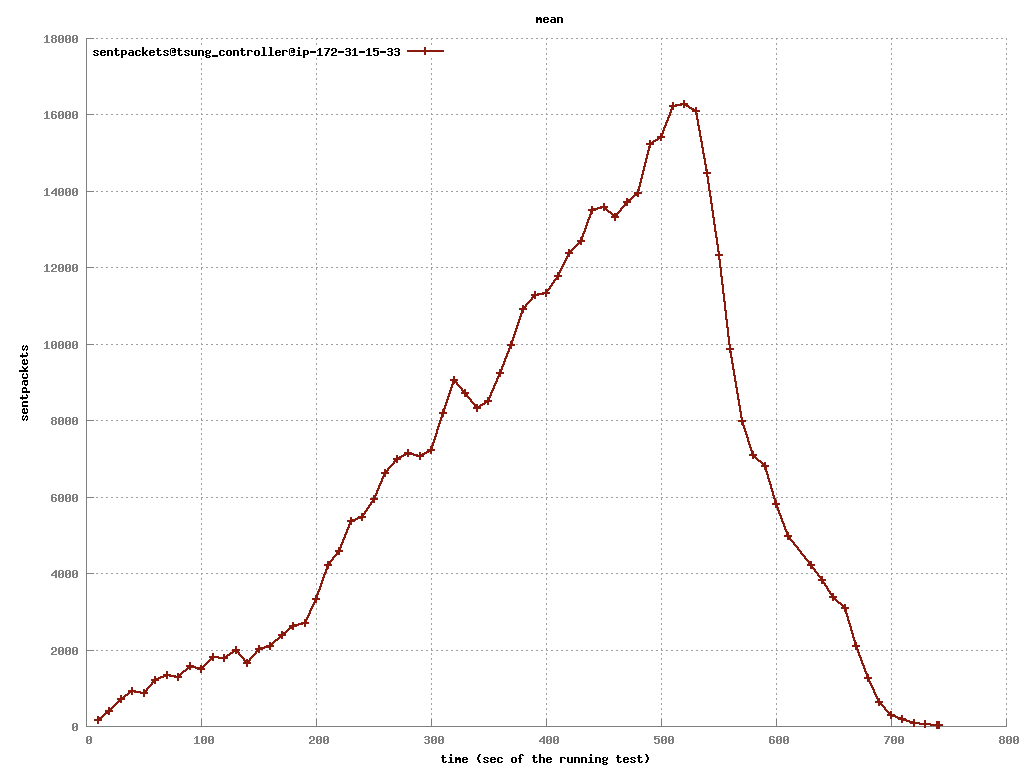 mean
18000
sentpackets@tsung_controller@ip-172-31-15-33
16000
14000
12000
10000
sentpackets
8000
6000
4000
2000
0
0 100 200 300 400 500 600 700 800
time (sec of the running test)